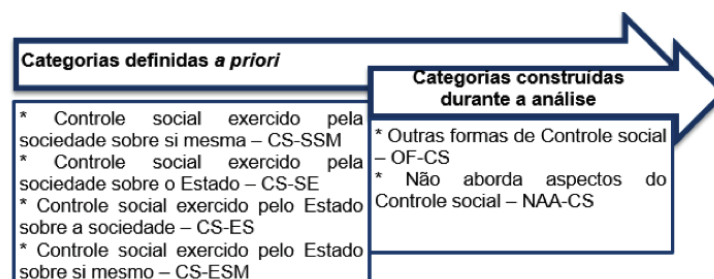 Categorias definidas a priori
* Controle social exercido pela
sociedade sobre si mesma – CS-SSM
* Controle social exercido pela
sociedade sobre o Estado – CS-SE
* Controle social exercido pelo Estado
sobre a sociedade – CS-ES
* Controle social exercido pelo Estado
sobre si mesmo – CS-ESM
Categorias construídas
durante a análise
* Outras formas de Controle social
– OF-CS
* Não aborda aspectos do
Controle social – NAA-CS